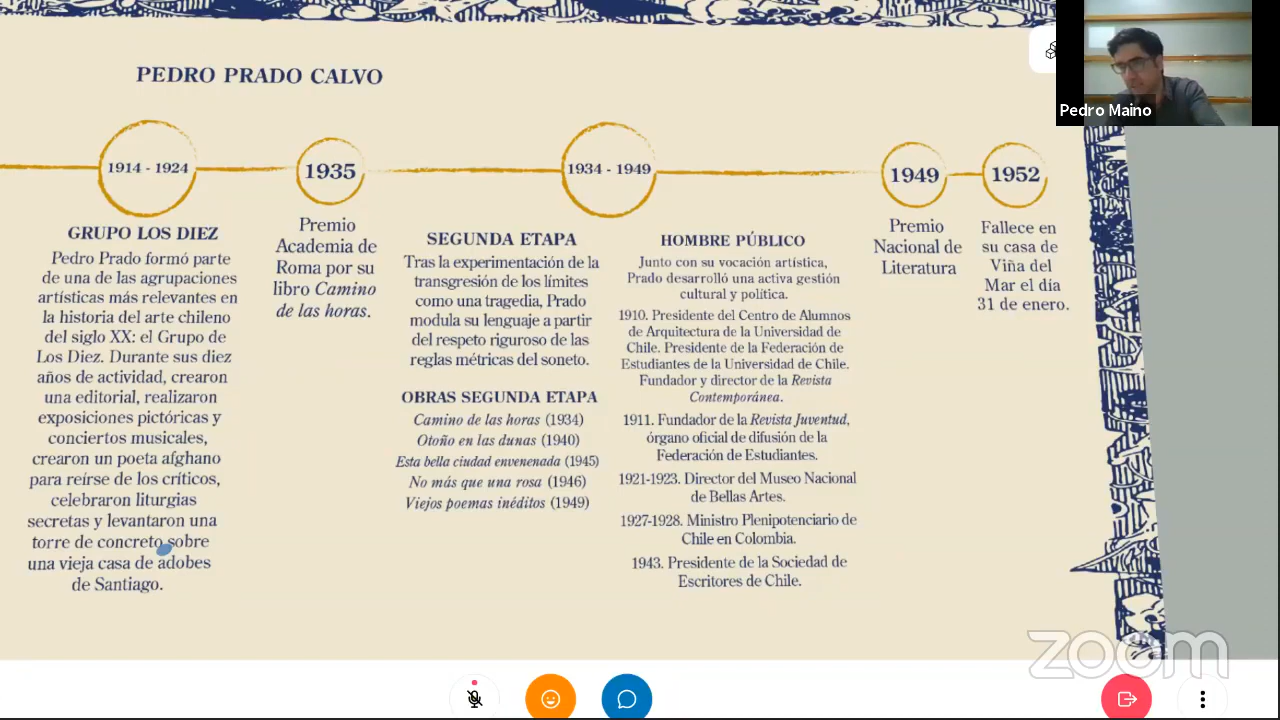 PEDRO PRADO CALVO
Pedro Maino
1914 - 1924
GRUPO LOS DIEZ
Pedro Prado formó parte
de una de las agrupaciones
artísticas más relevantes en
la historia del arte chileno
del siglo XX: el Grupo de
Los Diez. Durante sus diez
años de actividad, crearon
una editorial, realizaron
exposiciones pictóricas y
conciertos musicales,
crearon un poeta afghano
para reírse de los críticos,
celebraron liturgias
secretas y levantaron una
torre de concreto sobre
una vieja casa de adobes
de Santiago.
1935
Premio
Academia de
Roma por su
libro Camino
de las horas.
1934 - 1949
SEGUNDA ETAPA
Tras la experimentación de la
transgresión de los límites
como una tragedia, Prado
modula su lenguaje a partir
del respeto riguroso de las
reglas métricas del soneto.
OBRAS SEGUNDA ETAPA
Camino de las horas (1934)
Otoño en las dunas (1940)
Esta bella ciudad envenenada (1945)
No más que una rosa (1946)
Viejos poemas inéditos (1949)
HOMBRE PÚBLICO
Junto con su vocación artística,
Prado desarrolló una activa gestión
cultural y política.
1910. Presidente del Centro de Alumnos
de Arquitectura de la Universidad de
Chile. Presidente de la Federación de
Estudiantes de la Universidad de Chile.
Fundador y director de la Revista
Contemporánea.
1911. Fundador de la Revista Juventud,
órgano oficial de difusión de la
Federación de Estudiantes.
1921-1923. Director del Museo Nacional
de Bellas Artes.
1927-1928. Ministro Plenipotenciario de
Chile en Colombia.
1943. Presidente de la Sociedad de
Escritores de Chile.
1949
Premio
Nacional de
Literatura
1952
Fallece en
su casa de
Viña del
Mar el día
31 de enero.
zoom